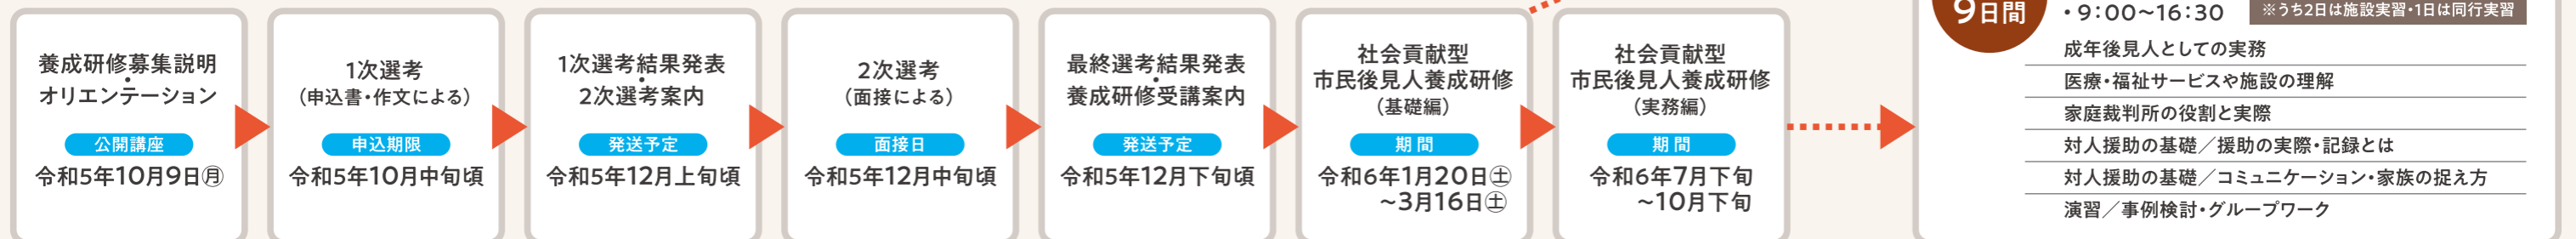 養成研修募集説明
・
オリエンテーション
公開講座
令和5年10月9日㊊
1次選考
(申込書・作文による)
申込期限
令和5年10月中旬頃
1次選考結果発表
・
2次選考案内
発送予定
令和5年12月上旬頃
2次選考
(面接による)
面接日
令和5年12月中旬頃
最終選考結果発表
・
養成研修受講案内
発送予定
令和5年12月下旬頃
社会貢献型
市民後見人養成研修
(基礎編)
期間
令和6年1月20日㊏
～3月16日㊏
社会貢献型
市民後見人養成研修
(実務編)
期間
令和6年7月下旬
～10月下旬
9日間
・9:00～16:30 ※うち2日は施設実習・1日は同行実習
成年後見人としての実務
医療・福祉サービスや施設の理解
家庭裁判所の役割と実際
対人援助の基礎／援助の実際・記録とは
対人援助の基礎／コミュニケーション・家族の捉え方
演習／事例検討・グループワーク